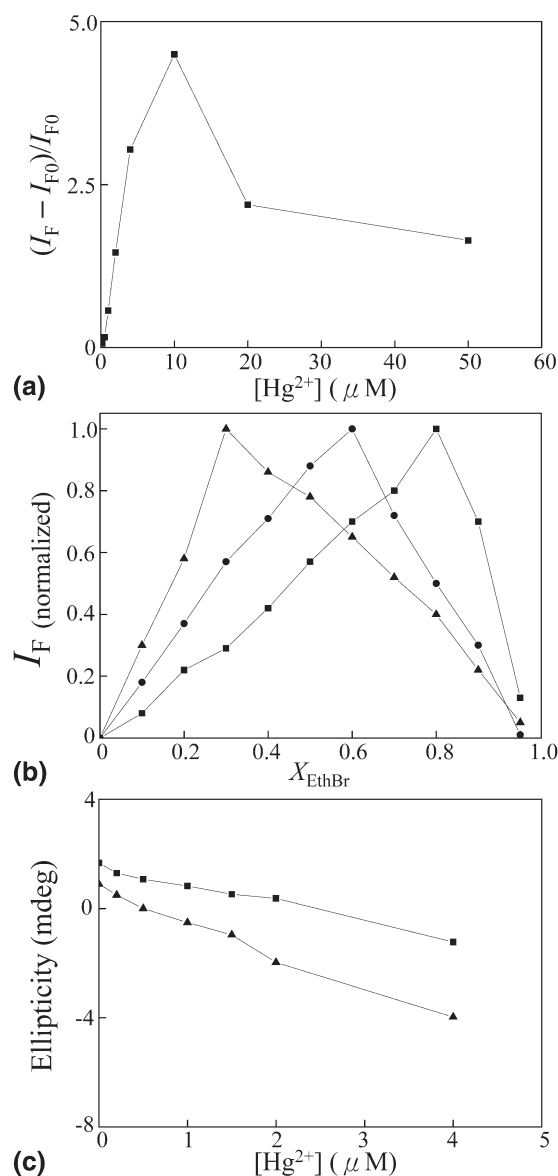 5.0
2.5
0
(I_F − I_F0)/I_F0
0 10 20 30 40 50 60
(a) [Hg²⁺] (μM)
1.0
0.8
0.6
0.4
0.2
0
I_F (normalized)
0.2 0.4 0.6 0.8 1.0
(b) X_EthBr
4
0
-4
-8
Ellipticity (mdeg)
0 1 2 3 4 5
(c) [Hg²⁺] (μM)